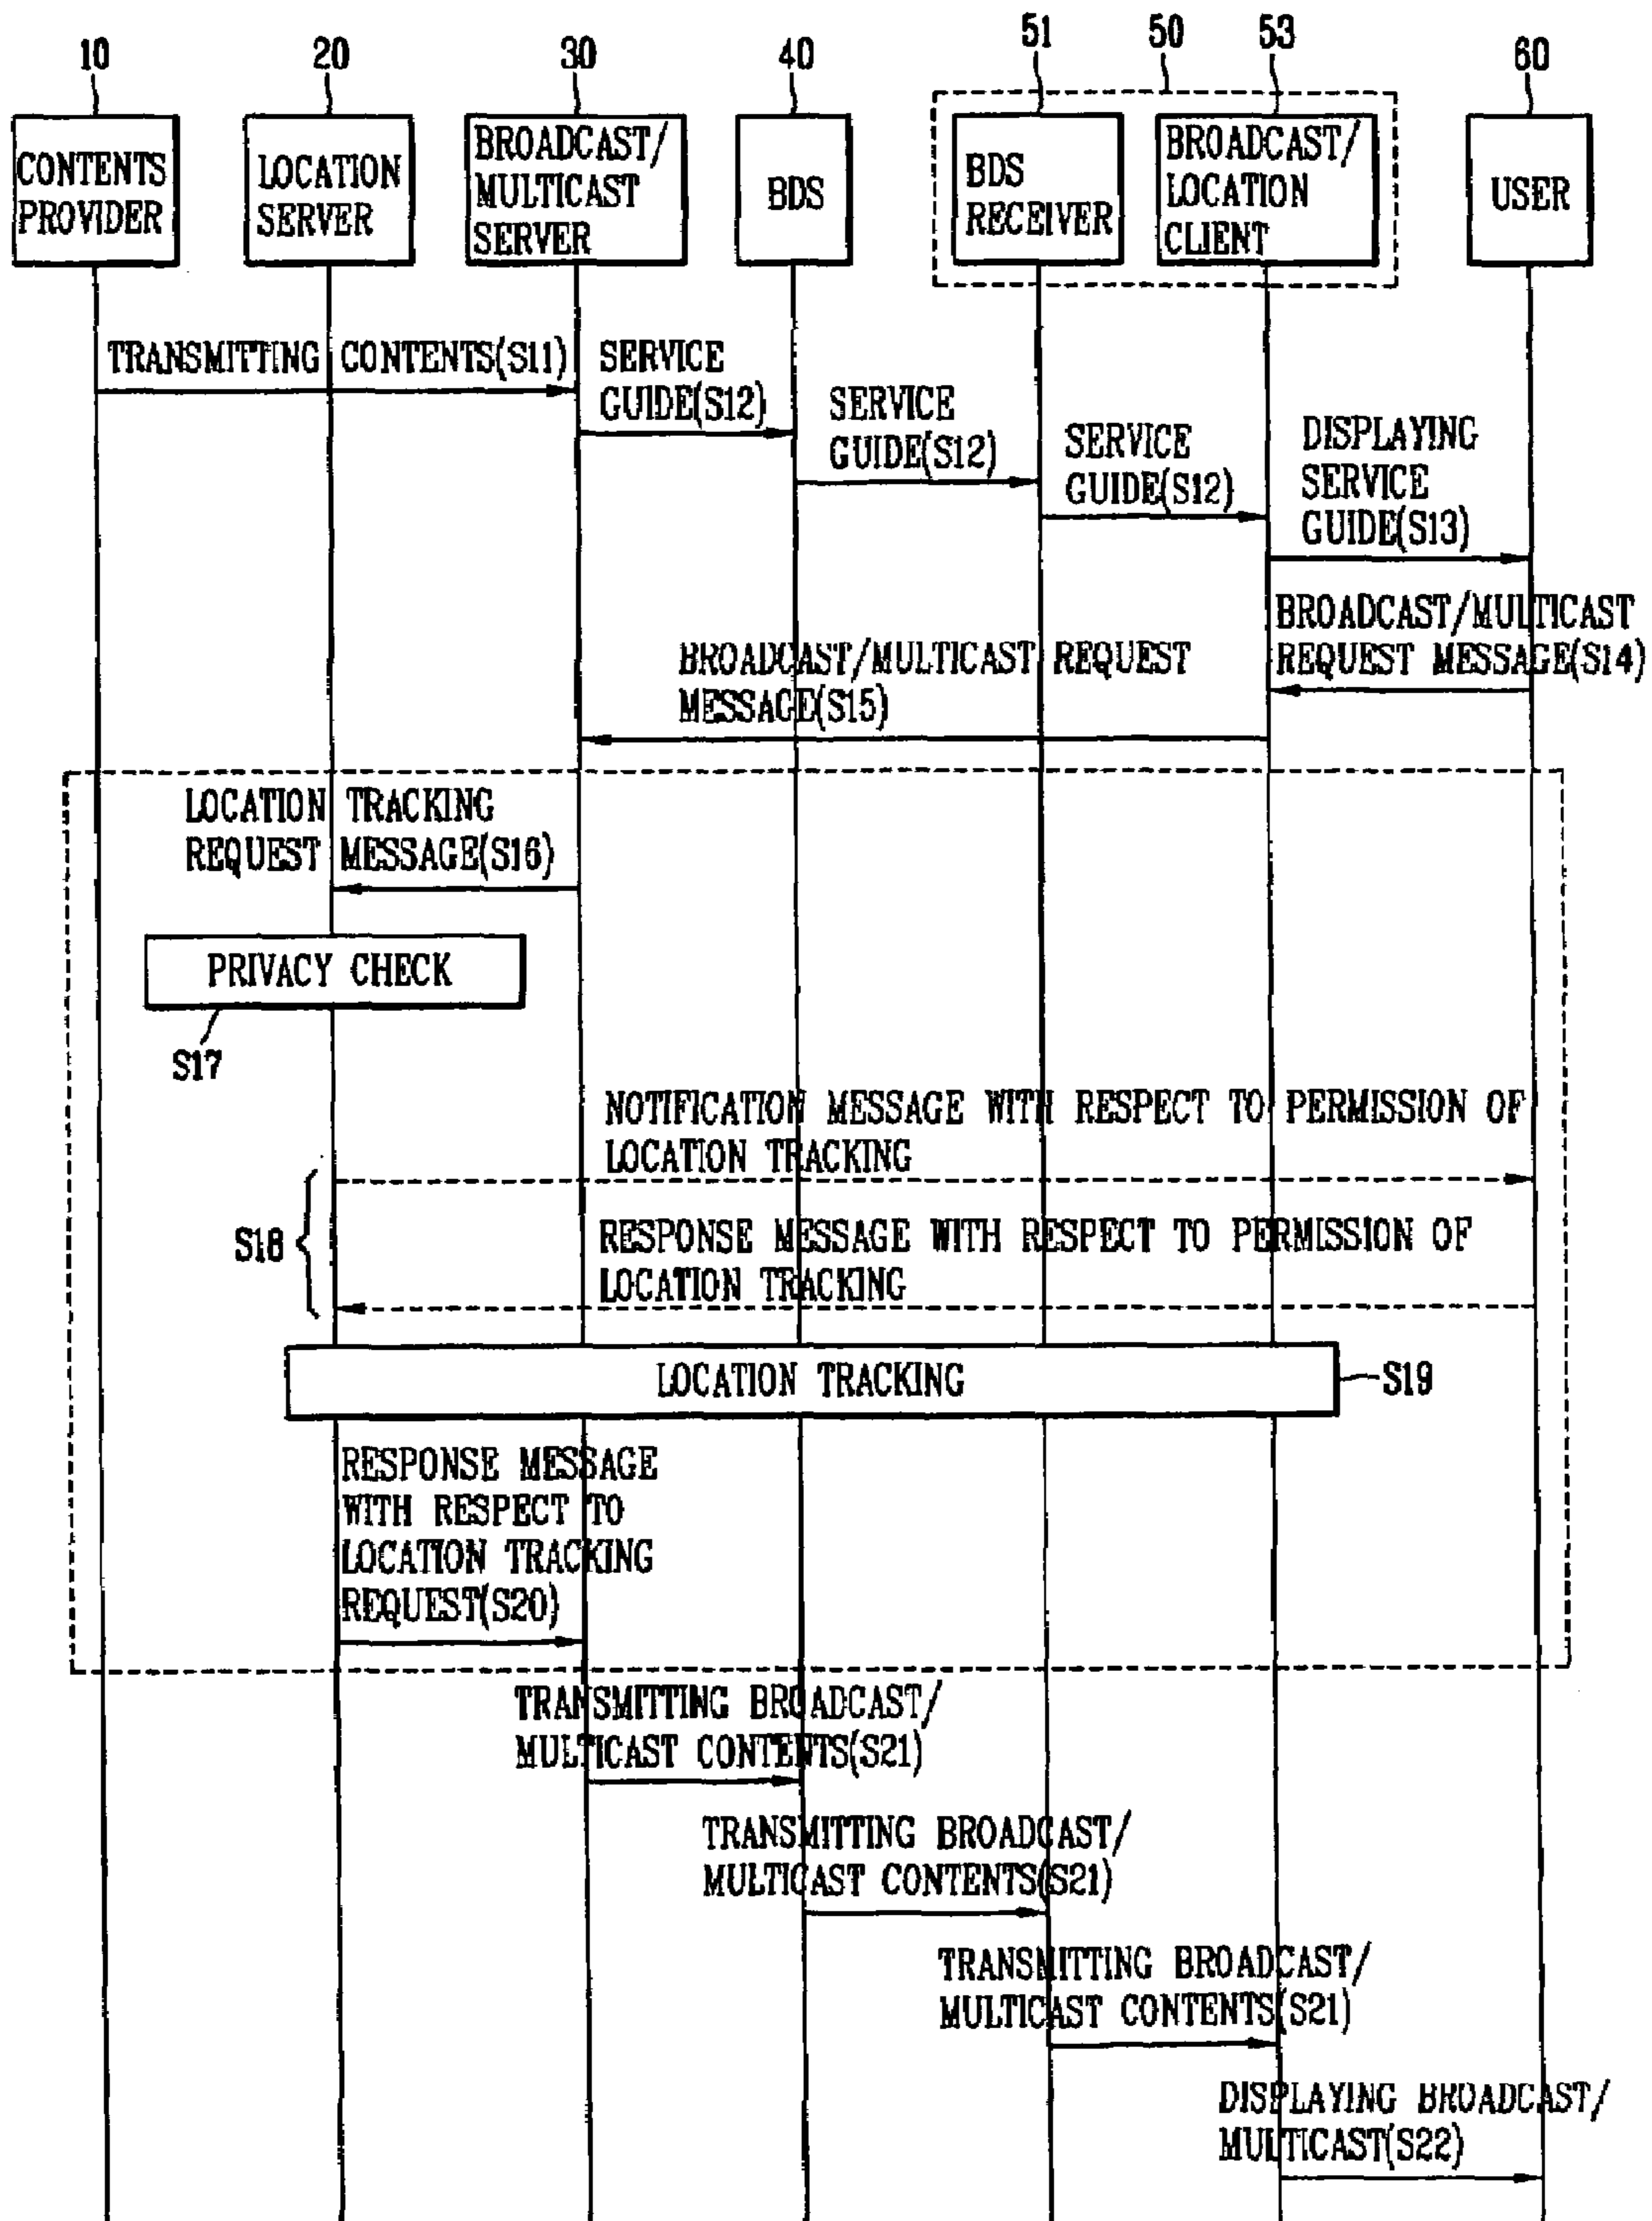 10
20
30
40
51
50
53
60
CONTENTS
PROVIDER
LOCATION
SERVER
BROADCAST/
MULTICAST
SERVER
BDS
BDS
RECEIVER
BROADCAST/
LOCATION
CLIENT
USER
TRANSMITTING CONTENTS(S11)
SERVICE
GUIDE(S12)
SERVICE
GUIDE(S12)
SERVICE
GUIDE(S12)
DISPLAYING
SERVICE
GUIDE(S13)
BROADCAST/MULTICAST
REQUEST MESSAGE(S14)
BROADCAST/MULTICAST REQUEST
MESSAGE(S15)
LOCATION TRACKING
REQUEST MESSAGE(S16)
PRIVACY CHECK
S17
NOTIFICATION MESSAGE WITH RESPECT TO PERMISSION OF
LOCATION TRACKING
S18
RESPONSE MESSAGE WITH RESPECT TO PERMISSION OF
LOCATION TRACKING
LOCATION TRACKING
S19
RESPONSE MESSAGE
WITH RESPECT TO
LOCATION TRACKING
REQUEST(S20)
TRANSMITTING BROADCAST/
MULTICAST CONTENTS(S21)
TRANSMITTING BROADCAST/
MULTICAST CONTENTS(S21)
TRANSMITTING BROADCAST/
MULTICAST CONTENTS(S21)
DISPLAYING BROADCAST/
MULTICAST(S22)